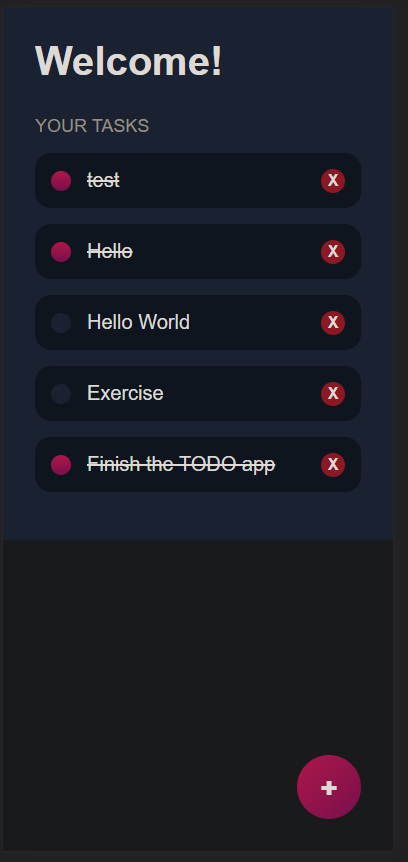 Welcome!
YOUR TASKS
test X
Hello X
Hello World X
Exercise X
Finish the TODO app X
+